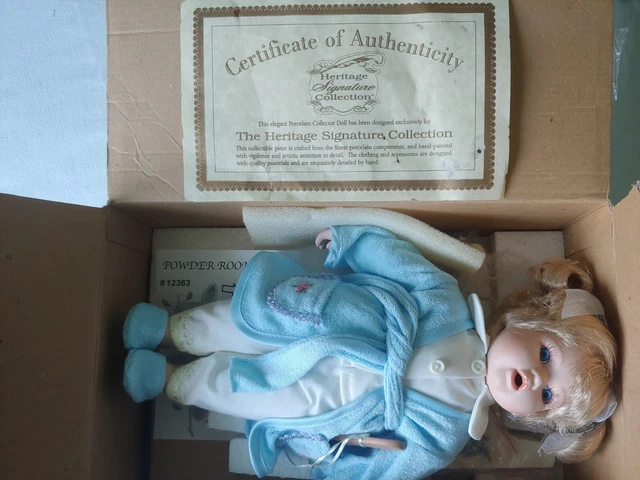 Certificate of Authenticity
Heritage
Signature
Collection™
This elegant Porcelain Collector Doll has been designed exclusively for
The Heritage Signature Collection
This collectible piece is crafted from the finest porcelain components, and hand-painted
with vigilance and artistic attention to detail. The clothing and accessories are designed
with quality materials and are exquisitely detailed by hand.
POWDER ROOM
#12363